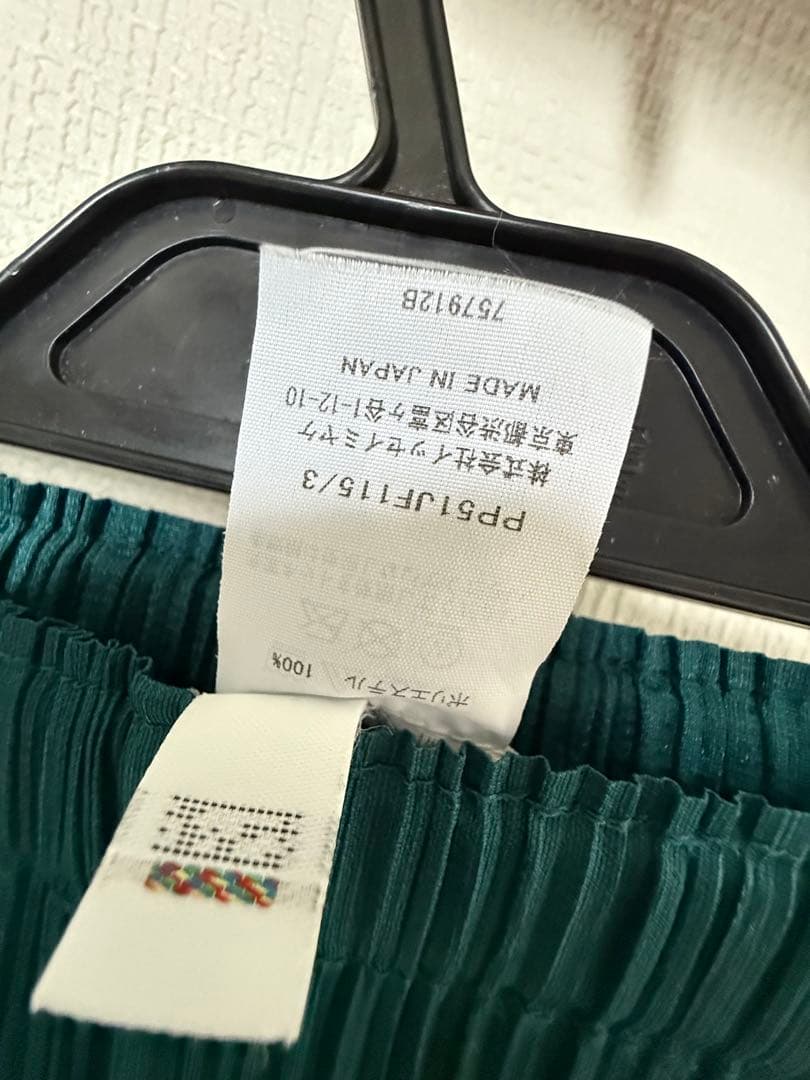 ポリエステル 100%
PP51JF115/3
株式会社イッセイミヤケ
東京都渋谷区富ヶ谷1-12-10
MADE IN JAPAN
757912B